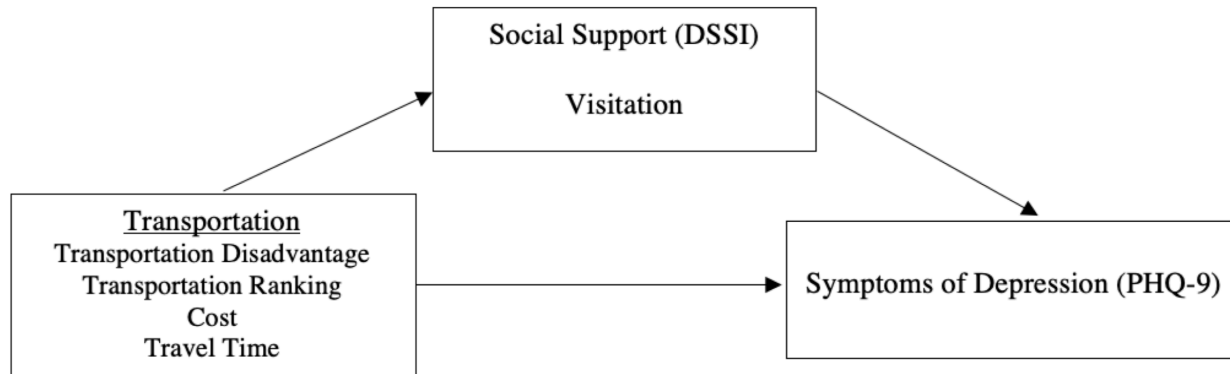 Social Support (DSSI)
Visitation
Transportation
Transportation Disadvantage
Transportation Ranking
Cost
Travel Time
Symptoms of Depression (PHQ-9)